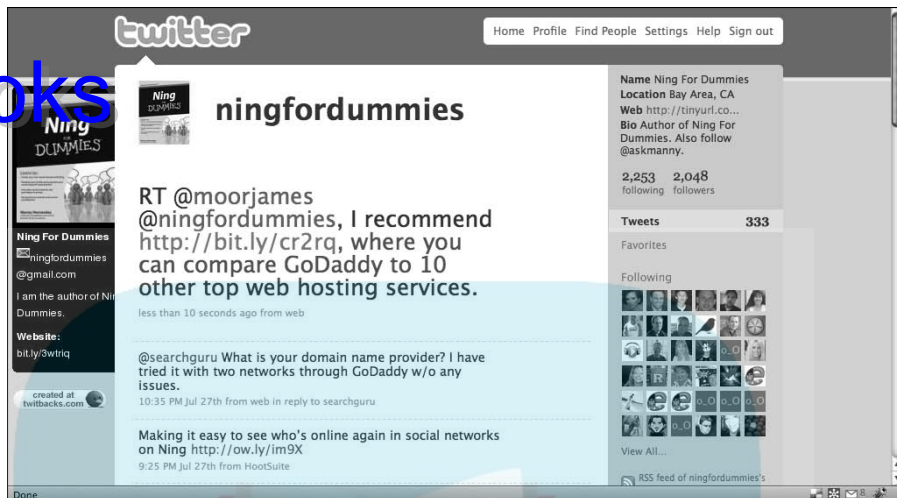 twitter
Home Profile Find People Settings Help Sign out
oks
Ning
FOR
DUMMIES
Ning For Dummies
ningfordummies
@gmail.com
I am the author of Nin
Dummies.
Website:
bit.ly/3wtriq
created at
twitbacks.com
Ning
DUMMIES
ningfordummies
RT @moorjames
@ningfordummies, I recommend
http://bit.ly/cr2rq, where you
can compare GoDaddy to 10
other top web hosting services.
less than 10 seconds ago from web
@searchguru What is your domain name provider? I have
tried it with two networks through GoDaddy w/o any
issues.
10:35 PM Jul 27th from web in reply to searchguru
Making it easy to see who's online again in social networks
on Ning http://ow.ly/im9X
9:25 PM Jul 27th from HootSuite
Name Ning For Dummies
Location Bay Area, CA
Web http://tinyurl.co...
Bio Author of Ning For
Dummies. Also follow
@askmanny.
2,253 2,048
following followers
Tweets 333
Favorites
Following
View All...
RSS feed of ningfordummies's
Done
8